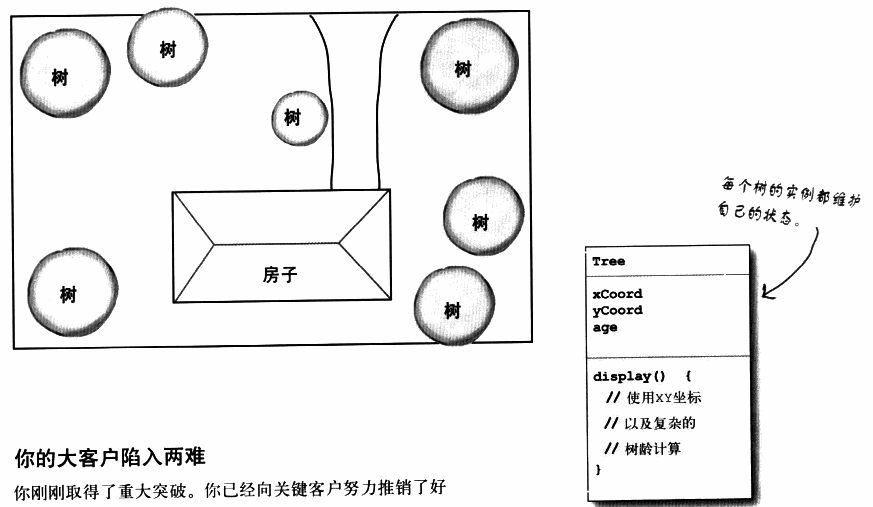 树
树
树
树
树
房子
树
树
每个树的实例都维护
自己的状态。
Tree
xCoord
yCoord
age
display() {
// 使用XY坐标
// 以及复杂的
// 树龄计算
}
你的大客户陷入两难
你刚刚取得了重大突破。你已经向关键客户努力推销了好